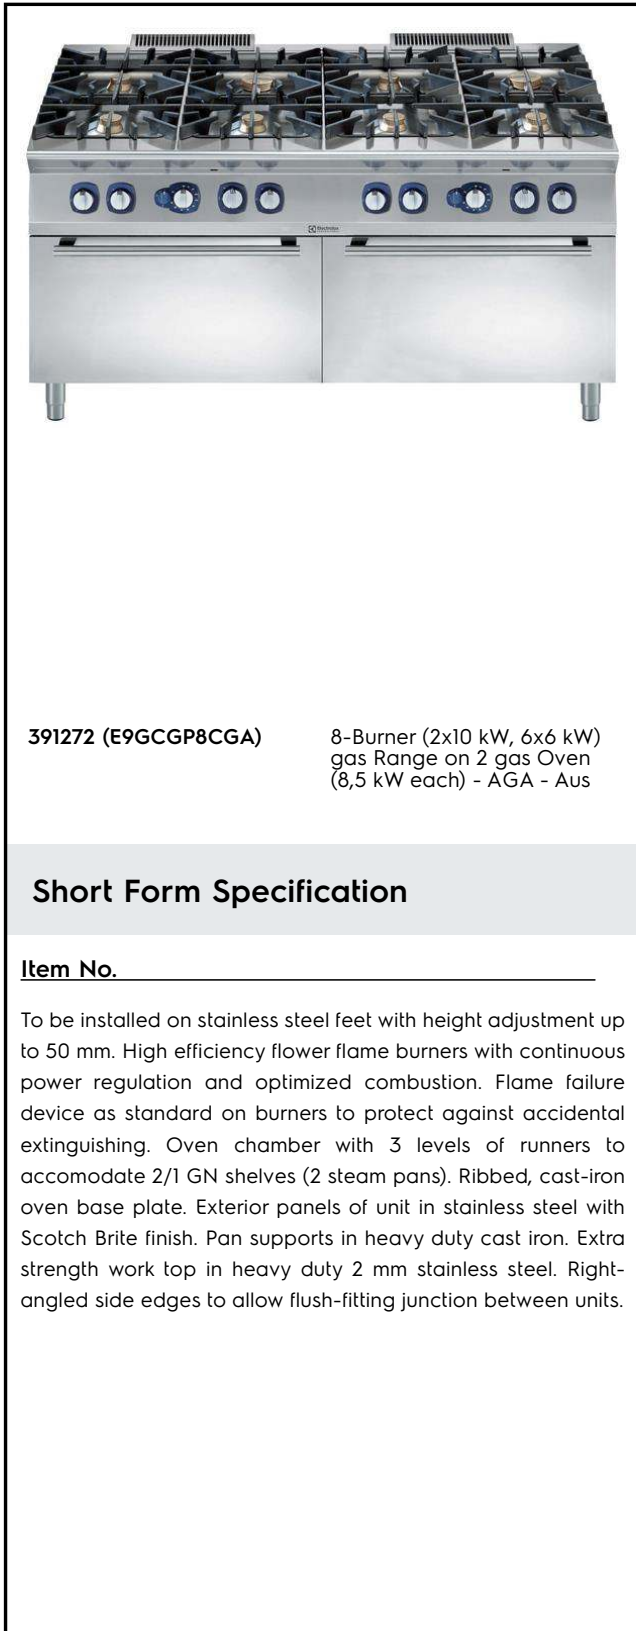 Electrolux
391272 (E9GCGP8CGA)
8-Burner (2x10 kW, 6x6 kW)
gas Range on 2 gas Oven
(8,5 kW each) - AGA - Aus
Short Form Specification
Item No.
To be installed on stainless steel feet with height adjustment up
to 50 mm. High efficiency flower flame burners with continuous
power regulation and optimized combustion. Flame failure
device as standard on burners to protect against accidental
extinguishing. Oven chamber with 3 levels of runners to
accomodate 2/1 GN shelves (2 steam pans). Ribbed, cast-iron
oven base plate. Exterior panels of unit in stainless steel with
Scotch Brite finish. Pan supports in heavy duty cast iron. Extra
strength work top in heavy duty 2 mm stainless steel. Right-
angled side edges to allow flush-fitting junction between units.